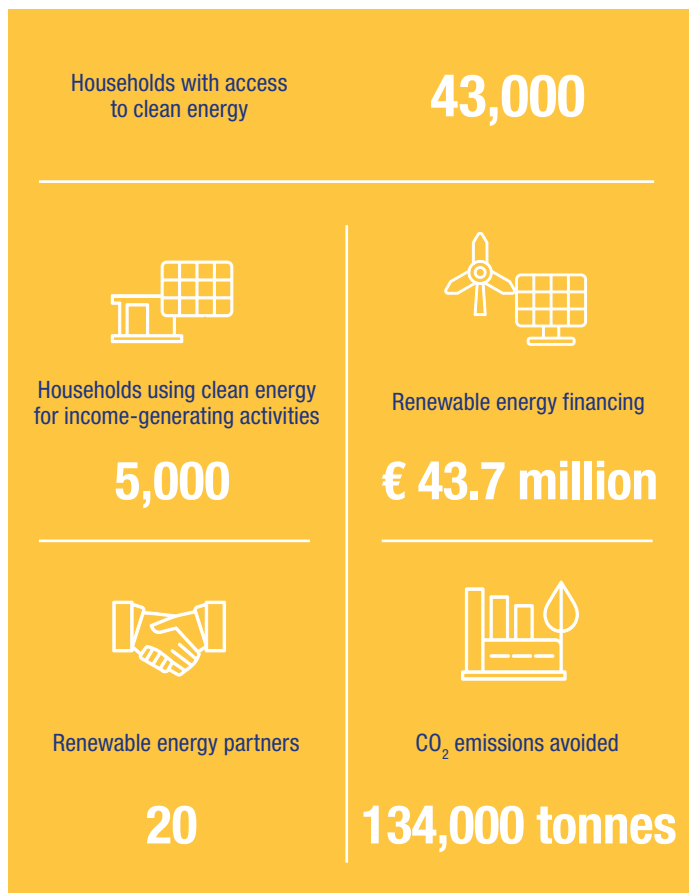 Households with access
to clean energy
43,000
Households using clean energy
for income-generating activities
5,000
Renewable energy financing
€ 43.7 million
Renewable energy partners
20
CO₂ emissions avoided
134,000 tonnes